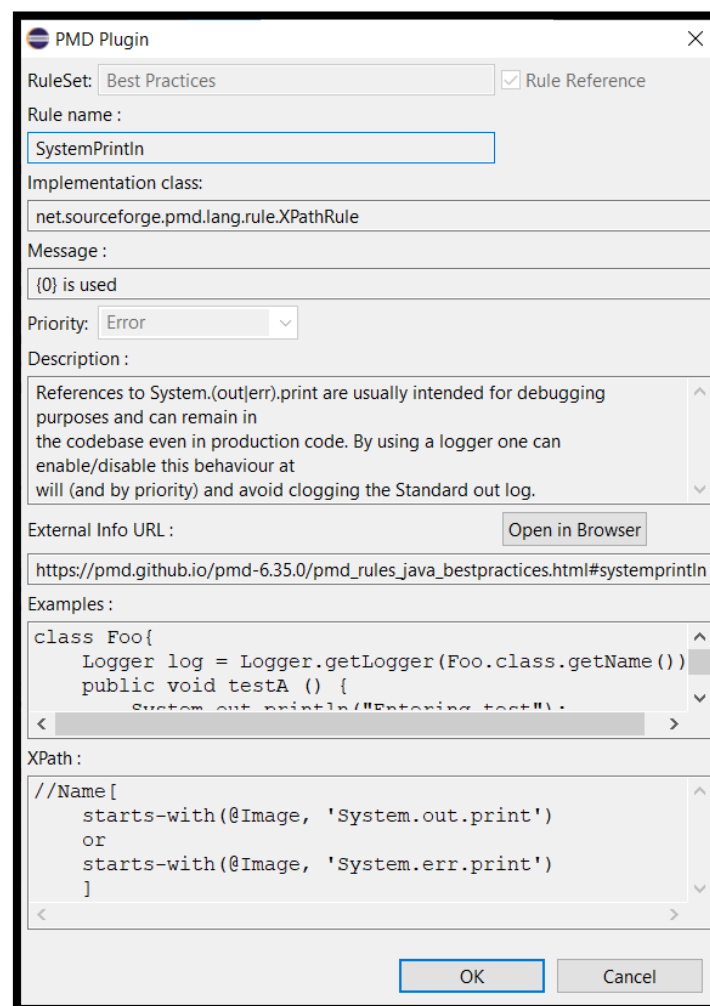 PMD Plugin
RuleSet: Best Practices Rule Reference
Rule name :
SystemPrintln
Implementation class:
net.sourceforge.pmd.lang.rule.XPathRule
Message :
{0} is used
Priority: Error
Description :
References to System.(out|err).print are usually intended for debugging
purposes and can remain in
the codebase even in production code. By using a logger one can
enable/disable this behaviour at
will (and by priority) and avoid clogging the Standard out log.
External Info URL : Open in Browser
https://pmd.github.io/pmd-6.35.0/pmd_rules_java_bestpractices.html#systemprintln
Examples :
class Foo{
    Logger log = Logger.getLogger(Foo.class.getName())
    public void testA () {
        System.out.println("Entering test");
XPath :
//Name[
    starts-with(@Image, 'System.out.print')
    or
    starts-with(@Image, 'System.err.print')
    ]
OK Cancel